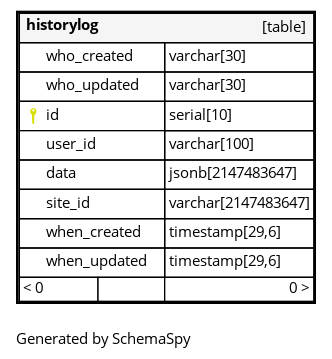 historylog [table]
who_created varchar[30]
who_updated varchar[30]
id serial[10]
user_id varchar[100]
data jsonb[2147483647]
site_id varchar[2147483647]
when_created timestamp[29,6]
when_updated timestamp[29,6]
< 0 0 >
Generated by SchemaSpy